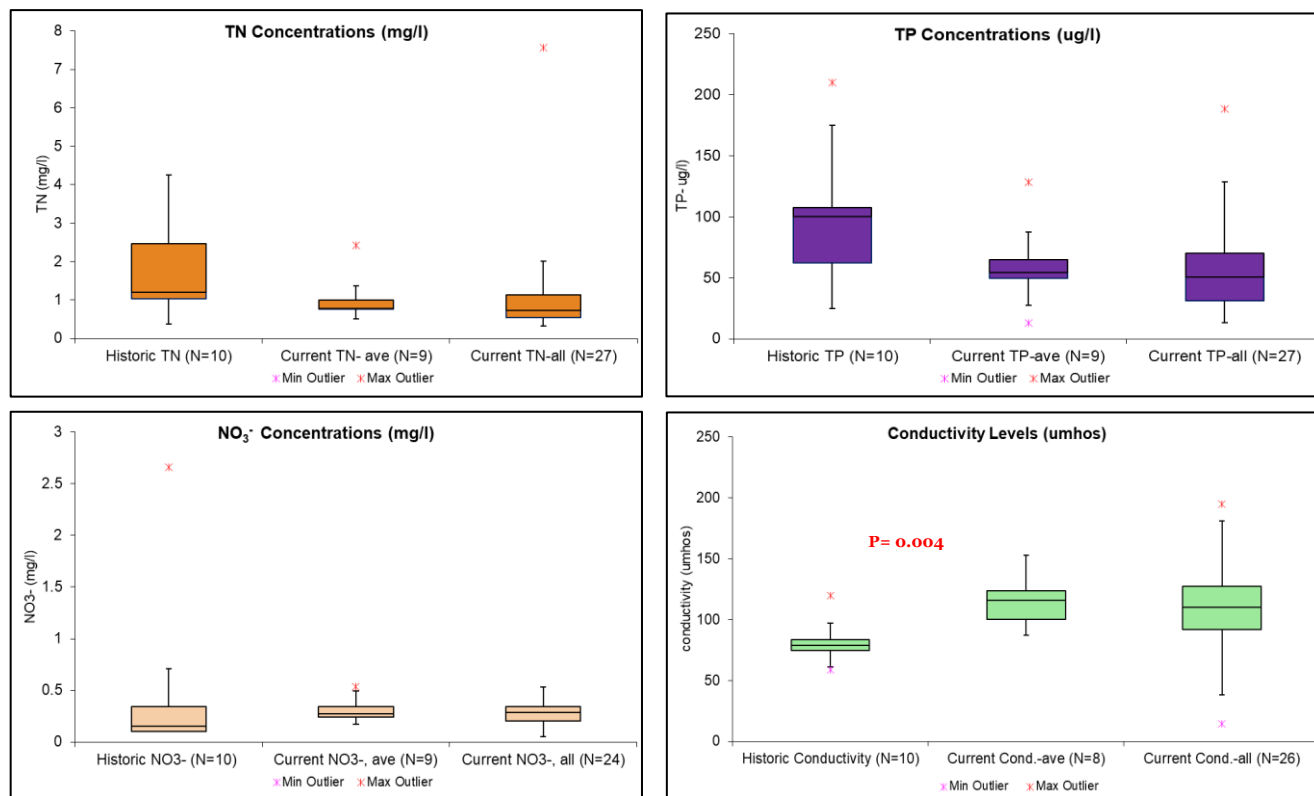 TN Concentrations (mg/l)
8
7
6
5
4
3
2
1
0
TN (mg/l)
Historic TN (N=10) Current TN- ave (N=9) Current TN-all (N=27)
Min Outlier Max Outlier
TP Concentrations (ug/l)
250
200
150
100
50
0
TP- ug/l)
Historic TP (N=10) Current TP-ave (N=9) Current TP-all (N=27)
Min Outlier Max Outlier
NO₃⁻ Concentrations (mg/l)
3
2.5
2
1.5
1
0.5
0
NO3- (mg/l)
Historic NO3- (N=10) Current NO3-, ave (N=9) Current NO3-, all (N=24)
Min Outlier Max Outlier
Conductivity Levels (umhos)
250
200
150
100
50
0
conductivity (umhos)
P= 0.004
Historic Conductivity (N=10) Current Cond.-ave (N=8) Current Cond.-all (N=26)
Min Outlier Max Outlier